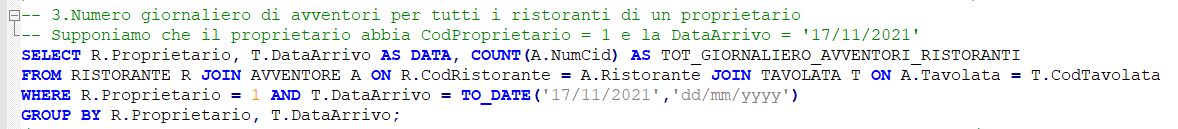 -- 3.Numero giornaliero di avventori per tutti i ristoranti di un proprietario
-- Supponiamo che il proprietario abbia CodProprietario = 1 e la DataArrivo = '17/11/2021'
SELECT R.Proprietario, T.DataArrivo AS DATA, COUNT(A.NumCid) AS TOT_GIORNALIERO_AVVENTORI_RISTORANTI
FROM RISTORANTE R JOIN AVVENTORE A ON R.CodRistorante = A.Ristorante JOIN TAVOLATA T ON A.Tavolata = T.CodTavolata
WHERE R.Proprietario = 1 AND T.DataArrivo = TO_DATE('17/11/2021','dd/mm/yyyy')
GROUP BY R.Proprietario, T.DataArrivo;